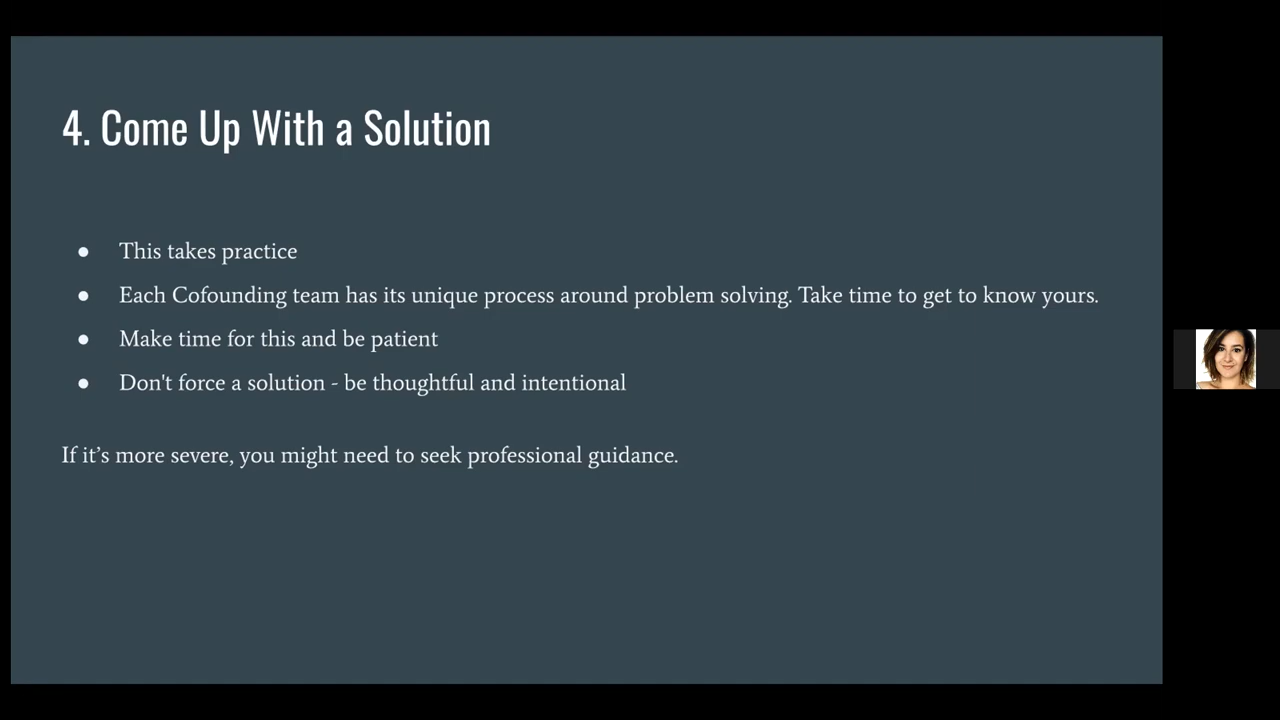 4. Come Up With a Solution
● This takes practice
● Each Cofounding team has its unique process around problem solving. Take time to get to know yours.
● Make time for this and be patient
● Don't force a solution - be thoughtful and intentional
If it’s more severe, you might need to seek professional guidance.